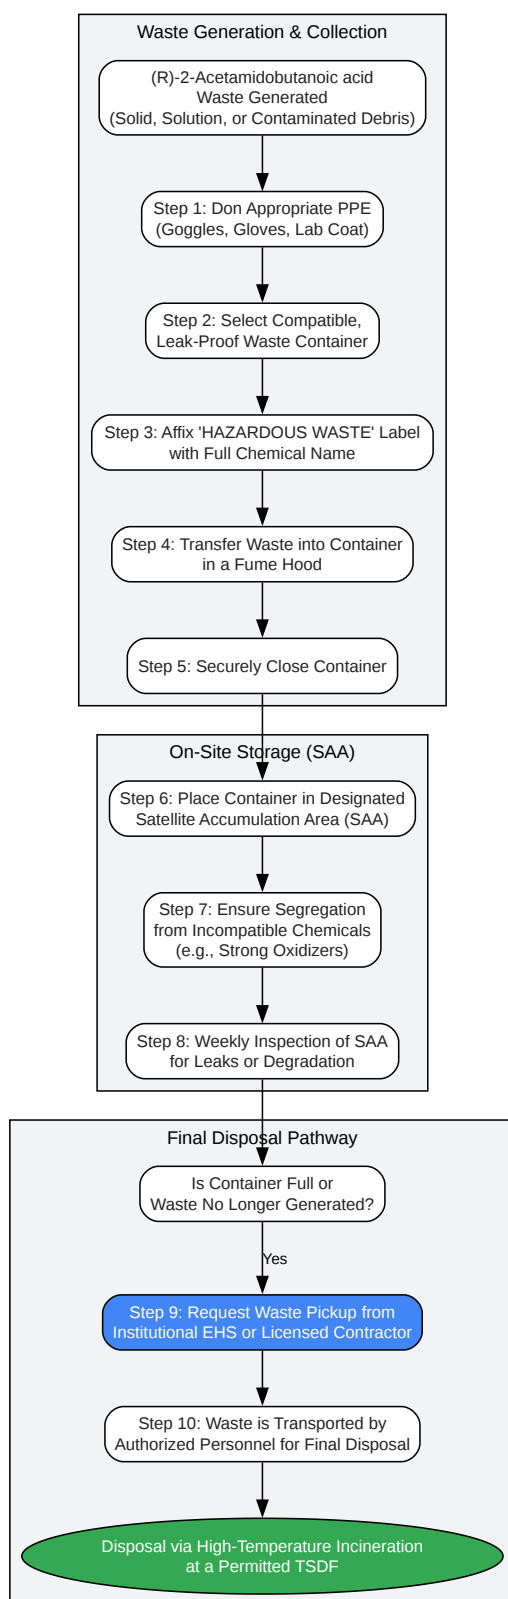 Waste Generation & Collection
(R)-2-Acetamidobutanoic acid
Waste Generated
(Solid, Solution, or Contaminated Debris)
Step 1: Don Appropriate PPE
(Goggles, Gloves, Lab Coat)
Step 2: Select Compatible,
Leak-Proof Waste Container
Step 3: Affix 'HAZARDOUS WASTE' Label
with Full Chemical Name
Step 4: Transfer Waste into Container
in a Fume Hood
Step 5: Securely Close Container
On-Site Storage (SAA)
Step 6: Place Container in Designated
Satellite Accumulation Area (SAA)
Step 7: Ensure Segregation
from Incompatible Chemicals
(e.g., Strong Oxidizers)
Step 8: Weekly Inspection of SAA
for Leaks or Degradation
Final Disposal Pathway
Is Container Full or
Waste No Longer Generated?
Yes
Step 9: Request Waste Pickup from
Institutional EHS or Licensed Contractor
Step 10: Waste is Transported by
Authorized Personnel for Final Disposal
Disposal via High-Temperature Incineration
at a Permitted TSDF